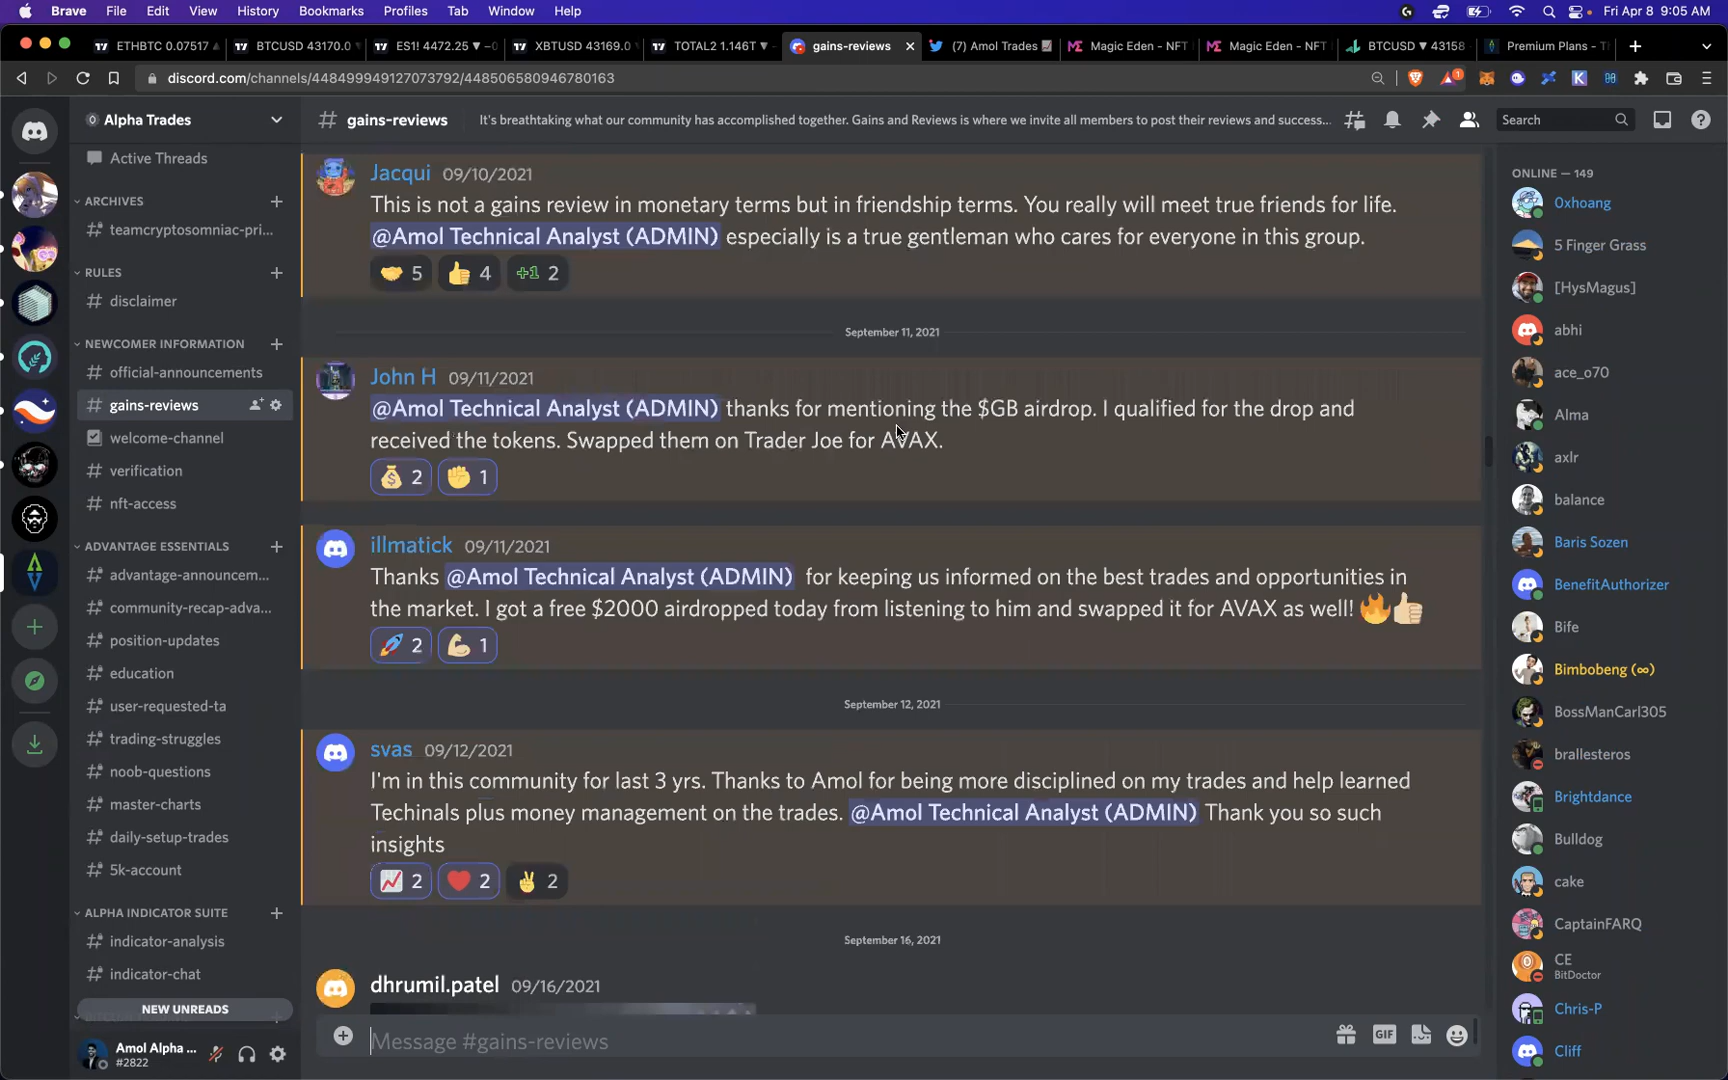 Brave File Edit View History Bookmarks Profiles Tab Window Help Fri Apr 8 9:05 AM
ETHBTC 0.07517 BTCUSD 43170.0 ES1! 4472.25 XBTUSD 43169.0 TOTAL2 1.146T gains-reviews (7) Amol Trades Magic Eden - NFT Magic Eden - NFT BTCUSD ▼ 43158 Premium Plans - T
discord.com/channels/448499949127073792/448506580946780163
Alpha Trades
gains-reviews It's breathtaking what our community has accomplished together. Gains and Reviews is where we invite all members to post their reviews and success... Search
Active Threads
ARCHIVES
teamcryptosomniac-pri...
RULES
disclaimer
NEWCOMER INFORMATION
official-announcements
gains-reviews
welcome-channel
verification
nft-access
ADVANTAGE ESSENTIALS
advantage-announcem...
community-recap-adva...
position-updates
education
user-requested-ta
trading-struggles
noob-questions
master-charts
daily-setup-trades
5k-account
ALPHA INDICATOR SUITE
indicator-analysis
indicator-chat
NEW UNREADS
Amol Alpha ...
#2822
Jacqui 09/10/2021
This is not a gains review in monetary terms but in friendship terms. You really will meet true friends for life.
@Amol Technical Analyst (ADMIN) especially is a true gentleman who cares for everyone in this group.
5 4 +1 2
September 11, 2021
John H 09/11/2021
@Amol Technical Analyst (ADMIN) thanks for mentioning the $GB airdrop. I qualified for the drop and
received the tokens. Swapped them on Trader Joe for AVAX.
2 1
illmatick 09/11/2021
Thanks @Amol Technical Analyst (ADMIN) for keeping us informed on the best trades and opportunities in
the market. I got a free $2000 airdropped today from listening to him and swapped it for AVAX as well!
2 1
September 12, 2021
svas 09/12/2021
I'm in this community for last 3 yrs. Thanks to Amol for being more disciplined on my trades and help learned
Techinals plus money management on the trades. @Amol Technical Analyst (ADMIN) Thank you so such
insights
2 2 2
September 16, 2021
dhrumil.patel 09/16/2021
Message #gains-reviews
GIF
ONLINE — 149
0xhoang
5 Finger Grass
[HysMagus]
abhi
ace_o70
Alma
axlr
balance
Baris Sozen
BenefitAuthorizer
Bife
Bimbobeng (∞)
BossManCarl305
brallesteros
Brightdance
Bulldog
cake
CaptainFARQ
CE
BitDoctor
Chris-P
Cliff